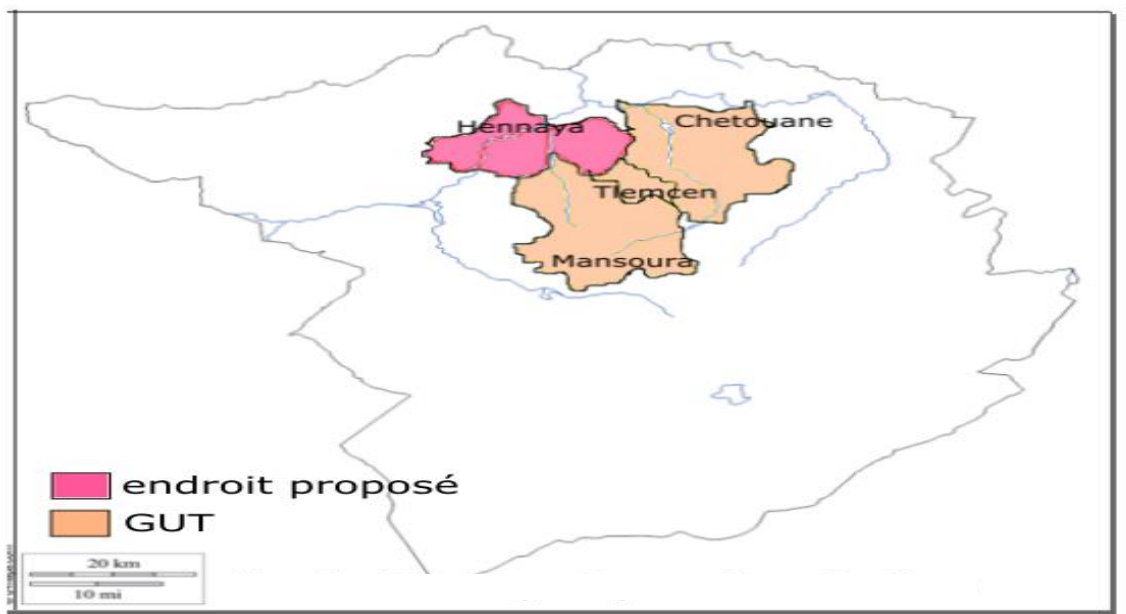 Hennaya
Chetouane
Tlemcen
Mansoura
endroit proposé
GUT
20 km
10 mi